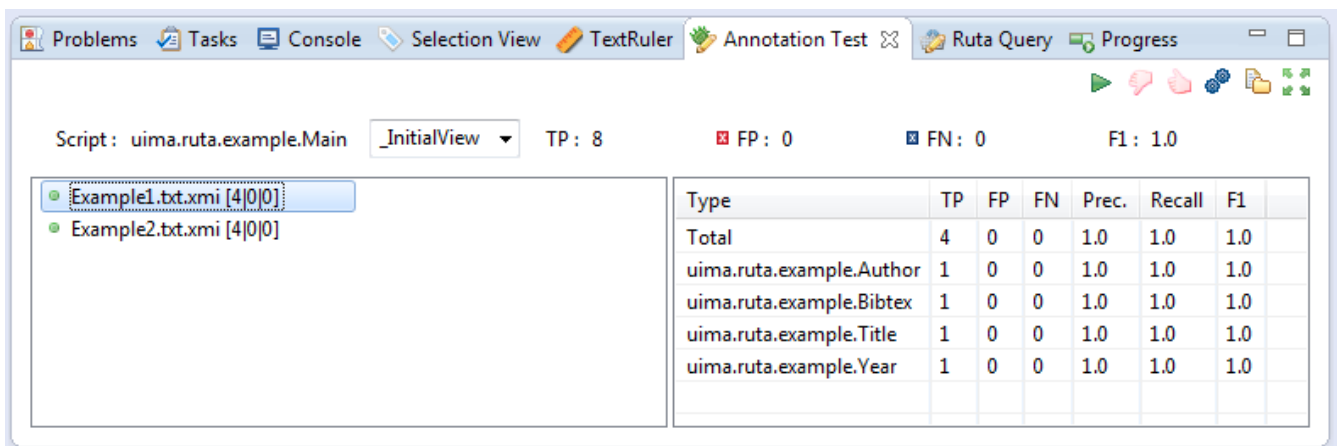 Problems Tasks Console Selection View TextRuler Annotation Test Ruta Query Progress
Script : uima.ruta.example.Main _InitialView TP : 8 FP : 0 FN : 0 F1 : 1.0
Example1.txt.xmi [4|0|0]
Example2.txt.xmi [4|0|0]
Type TP FP FN Prec. Recall F1
Total 4 0 0 1.0 1.0 1.0
uima.ruta.example.Author 1 0 0 1.0 1.0 1.0
uima.ruta.example.Bibtex 1 0 0 1.0 1.0 1.0
uima.ruta.example.Title 1 0 0 1.0 1.0 1.0
uima.ruta.example.Year 1 0 0 1.0 1.0 1.0